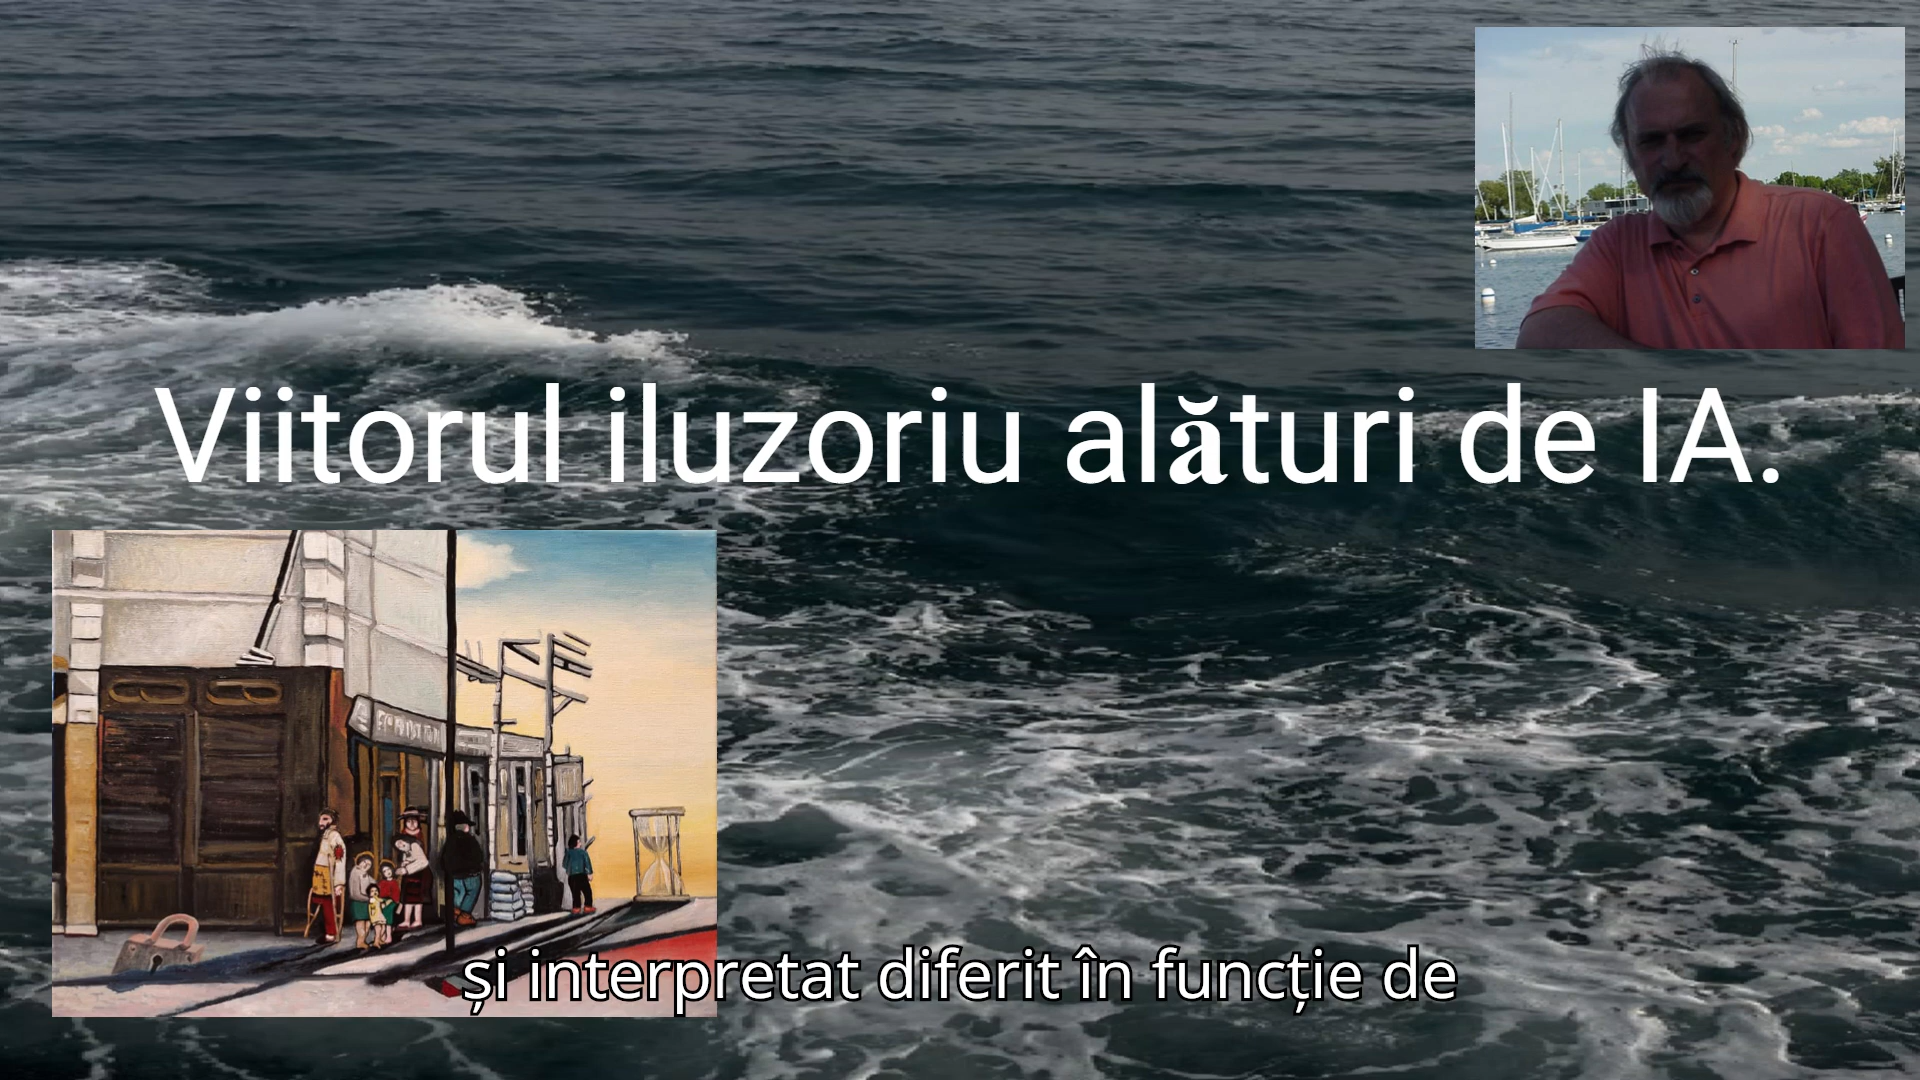 Viitorul iluzoriu alături de IA.
și interpretat diferit în funcție de